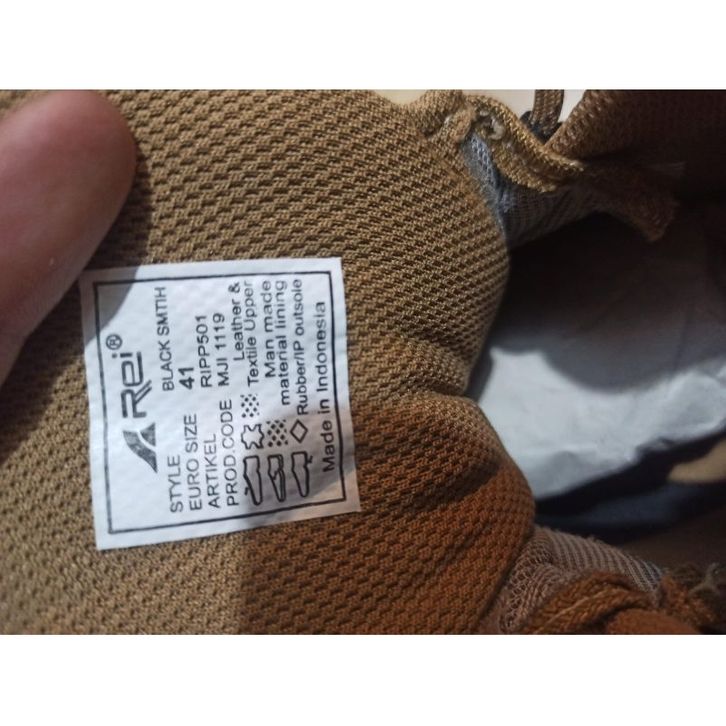 ARei®
STYLE BLACK SMTIH
EURO SIZE 41
ARTIKEL RIPP501
PROD.CODE MJI 1119
Leather &
Textile Upper
Man made
material lining
Rubber/IP outsole
Made in Indonesia